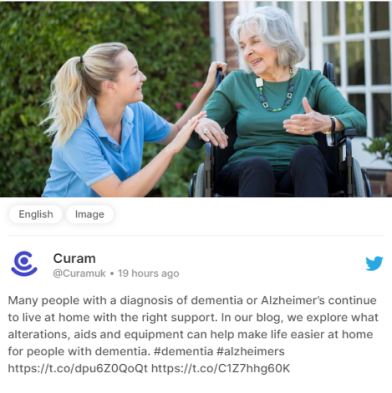 English
Image
Curam
@Curamuk • 19 hours ago
Many people with a diagnosis of dementia or Alzheimer's continue
to live at home with the right support. In our blog, we explore what
alterations, aids and equipment can help make life easier at home
for people with dementia. #dementia #alzheimers
https://t.co/dpu6Z0QoQt https://t.co/C1Z7hhg60K